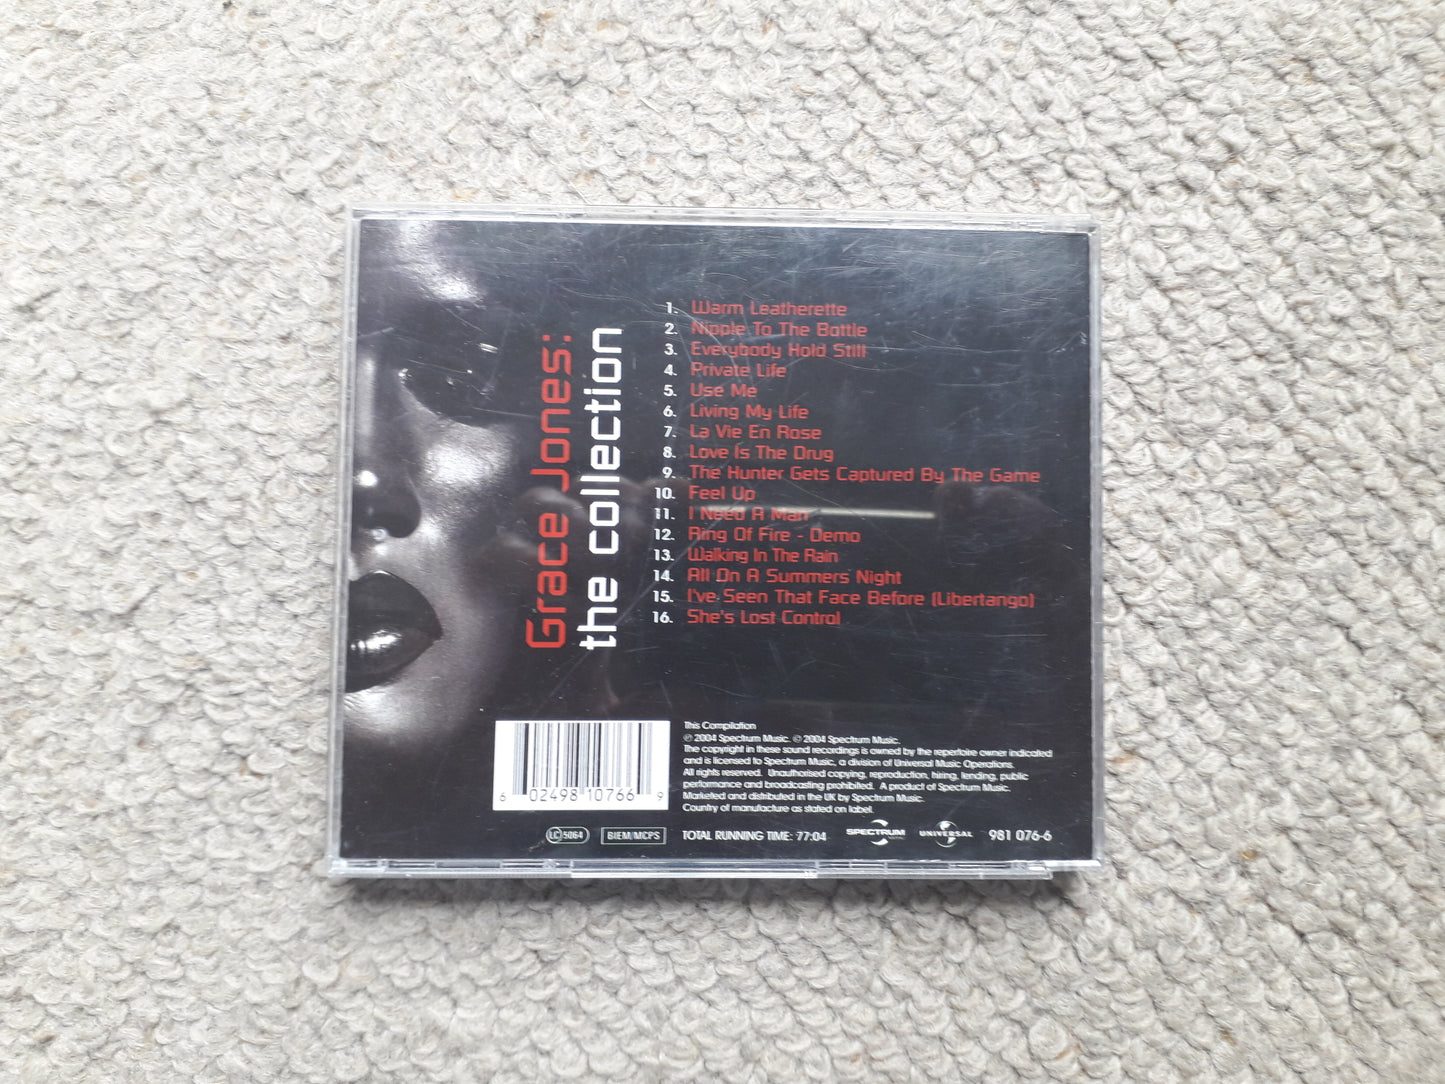 Grace Jones:
the collection
1. Warm Leatherette
2. Nipple To The Bottle
3. Everybody Hold Still
4. Private Life
5. Use Me
6. Living My Life
7. La Vie En Rose
8. Love Is The Drug
9. The Hunter Gets Captured By The Game
10. Feel Up
11. I Need A Man
12. Ring Of Fire - Demo
13. Walking In The Rain
14. All On A Summers Night
15. I've Seen That Face Before (Libertango)
16. She's Lost Control
This Compilation
℗ 2004 Spectrum Music. © 2004 Spectrum Music.
The copyright in these sound recordings is owned by the repertoire owner indicated
and is licensed to Spectrum Music, a division of Universal Music Operations.
All rights reserved. Unauthorised copying, reproduction, hiring, lending, public
performance and broadcasting prohibited. A product of Spectrum Music.
Marketed and distributed in the UK by Spectrum Music.
Country of manufacture as stated on label.
6 02498 10766 9
LC 5064 BIEM/MCPS TOTAL RUNNING TIME: 77:04 SPECTRUM UNIVERSAL 981 076-6